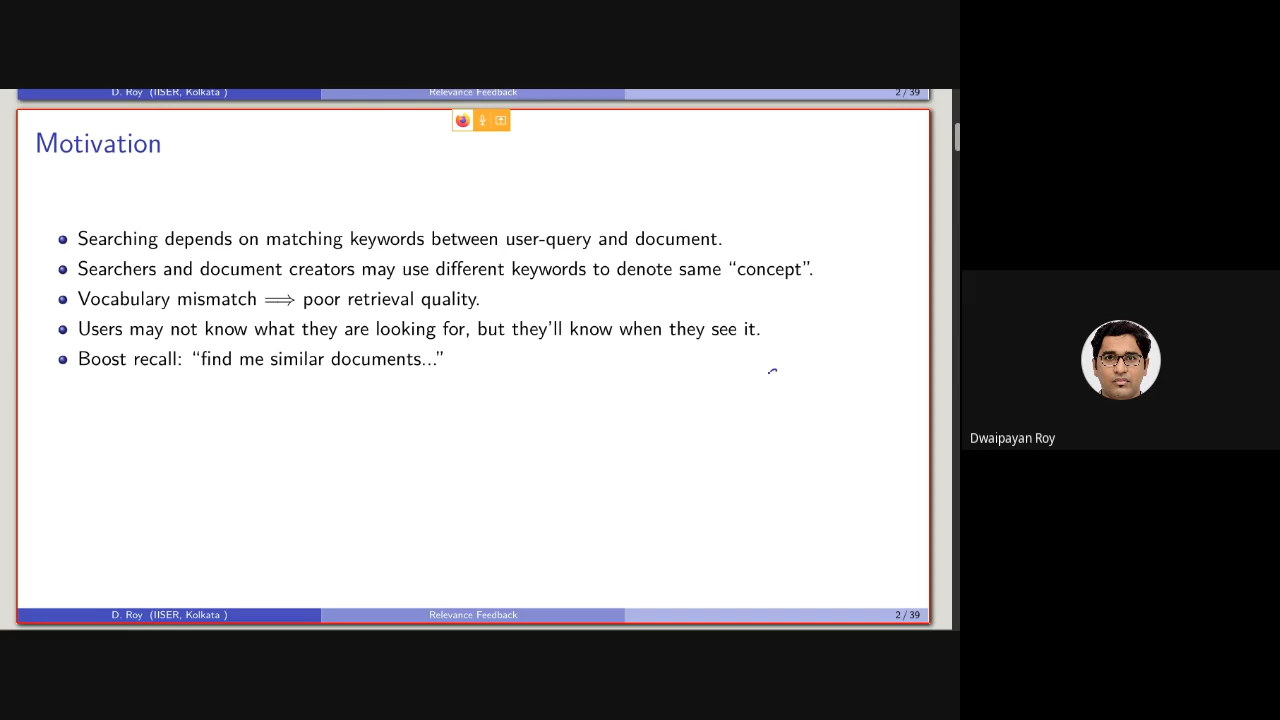 D. Roy (IISER, Kolkata ) Relevance Feedback 2 / 39
Motivation
Searching depends on matching keywords between user-query and document.
Searchers and document creators may use different keywords to denote same “concept”.
Vocabulary mismatch ⟹ poor retrieval quality.
Users may not know what they are looking for, but they’ll know when they see it.
Boost recall: “find me similar documents...”
Dwaipayan Roy
D. Roy (IISER, Kolkata ) Relevance Feedback 2 / 39